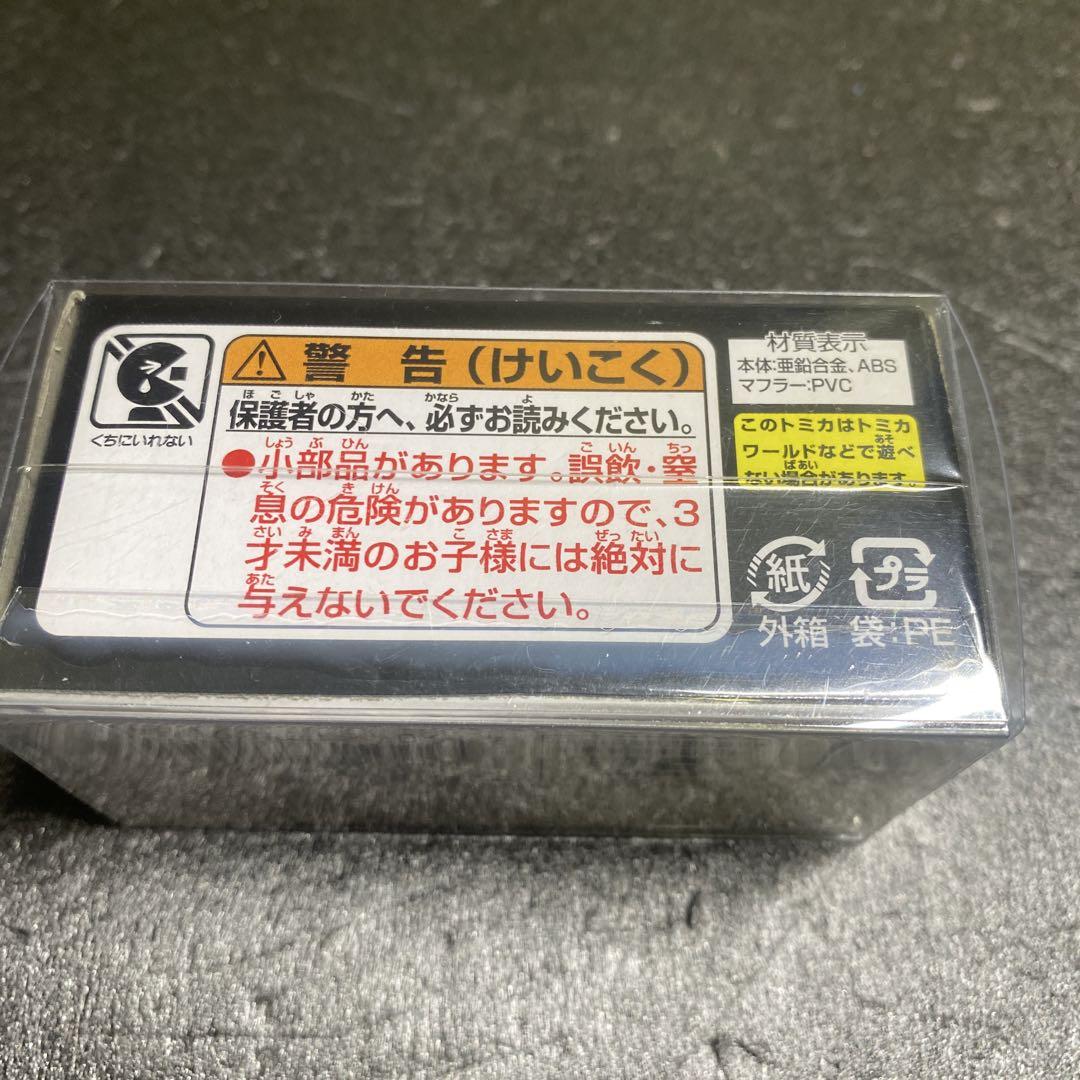 くちにいれない
警 告(けいこく)
保護者の方へ、必ずお読みください。
ほごしゃ かた かなら よ
●小部品があります。誤飲・窒
しょうぶひん ごいん ちっ
息の危険がありますので、3
そく きけん
才未満のお子様には絶対に
さいみまん こさま ぜったい
与えないでください。
あた
材質表示
本体:亜鉛合金、ABS
マフラー:PVC
このトミカはトミカ
ワールドなどで遊べ
あそ
ない場合があります。
ばあい
紙
外箱
プラ
袋:PE